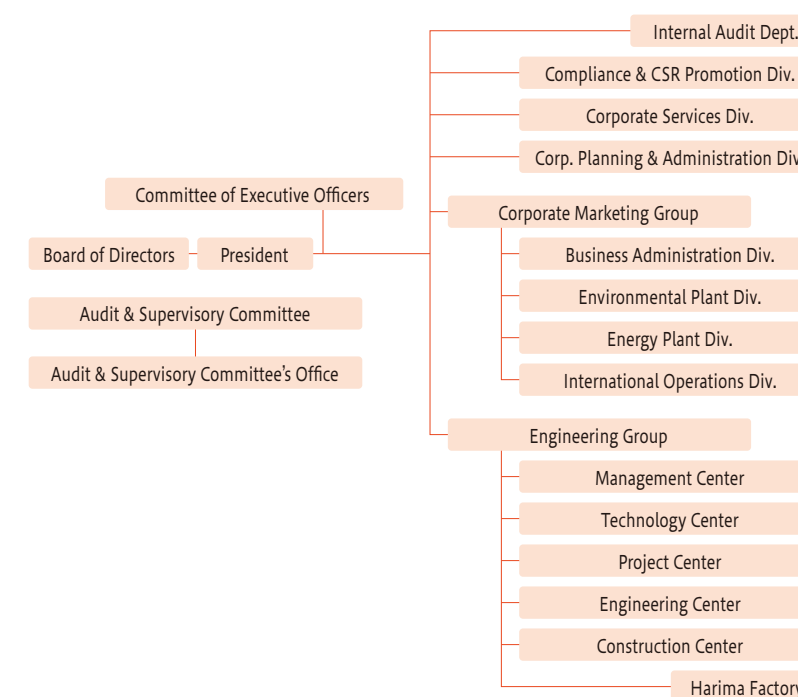 Internal Audit Dept.
Compliance & CSR Promotion Div.
Corporate Services Div.
Corp. Planning & Administration Div
Committee of Executive Officers
Corporate Marketing Group
Board of Directors
President
Business Administration Div.
Environmental Plant Div.
Audit & Supervisory Committee
Energy Plant Div.
Audit & Supervisory Committee’s Office
International Operations Div.
Engineering Group
Management Center
Technology Center
Project Center
Engineering Center
Construction Center
Harima Factory